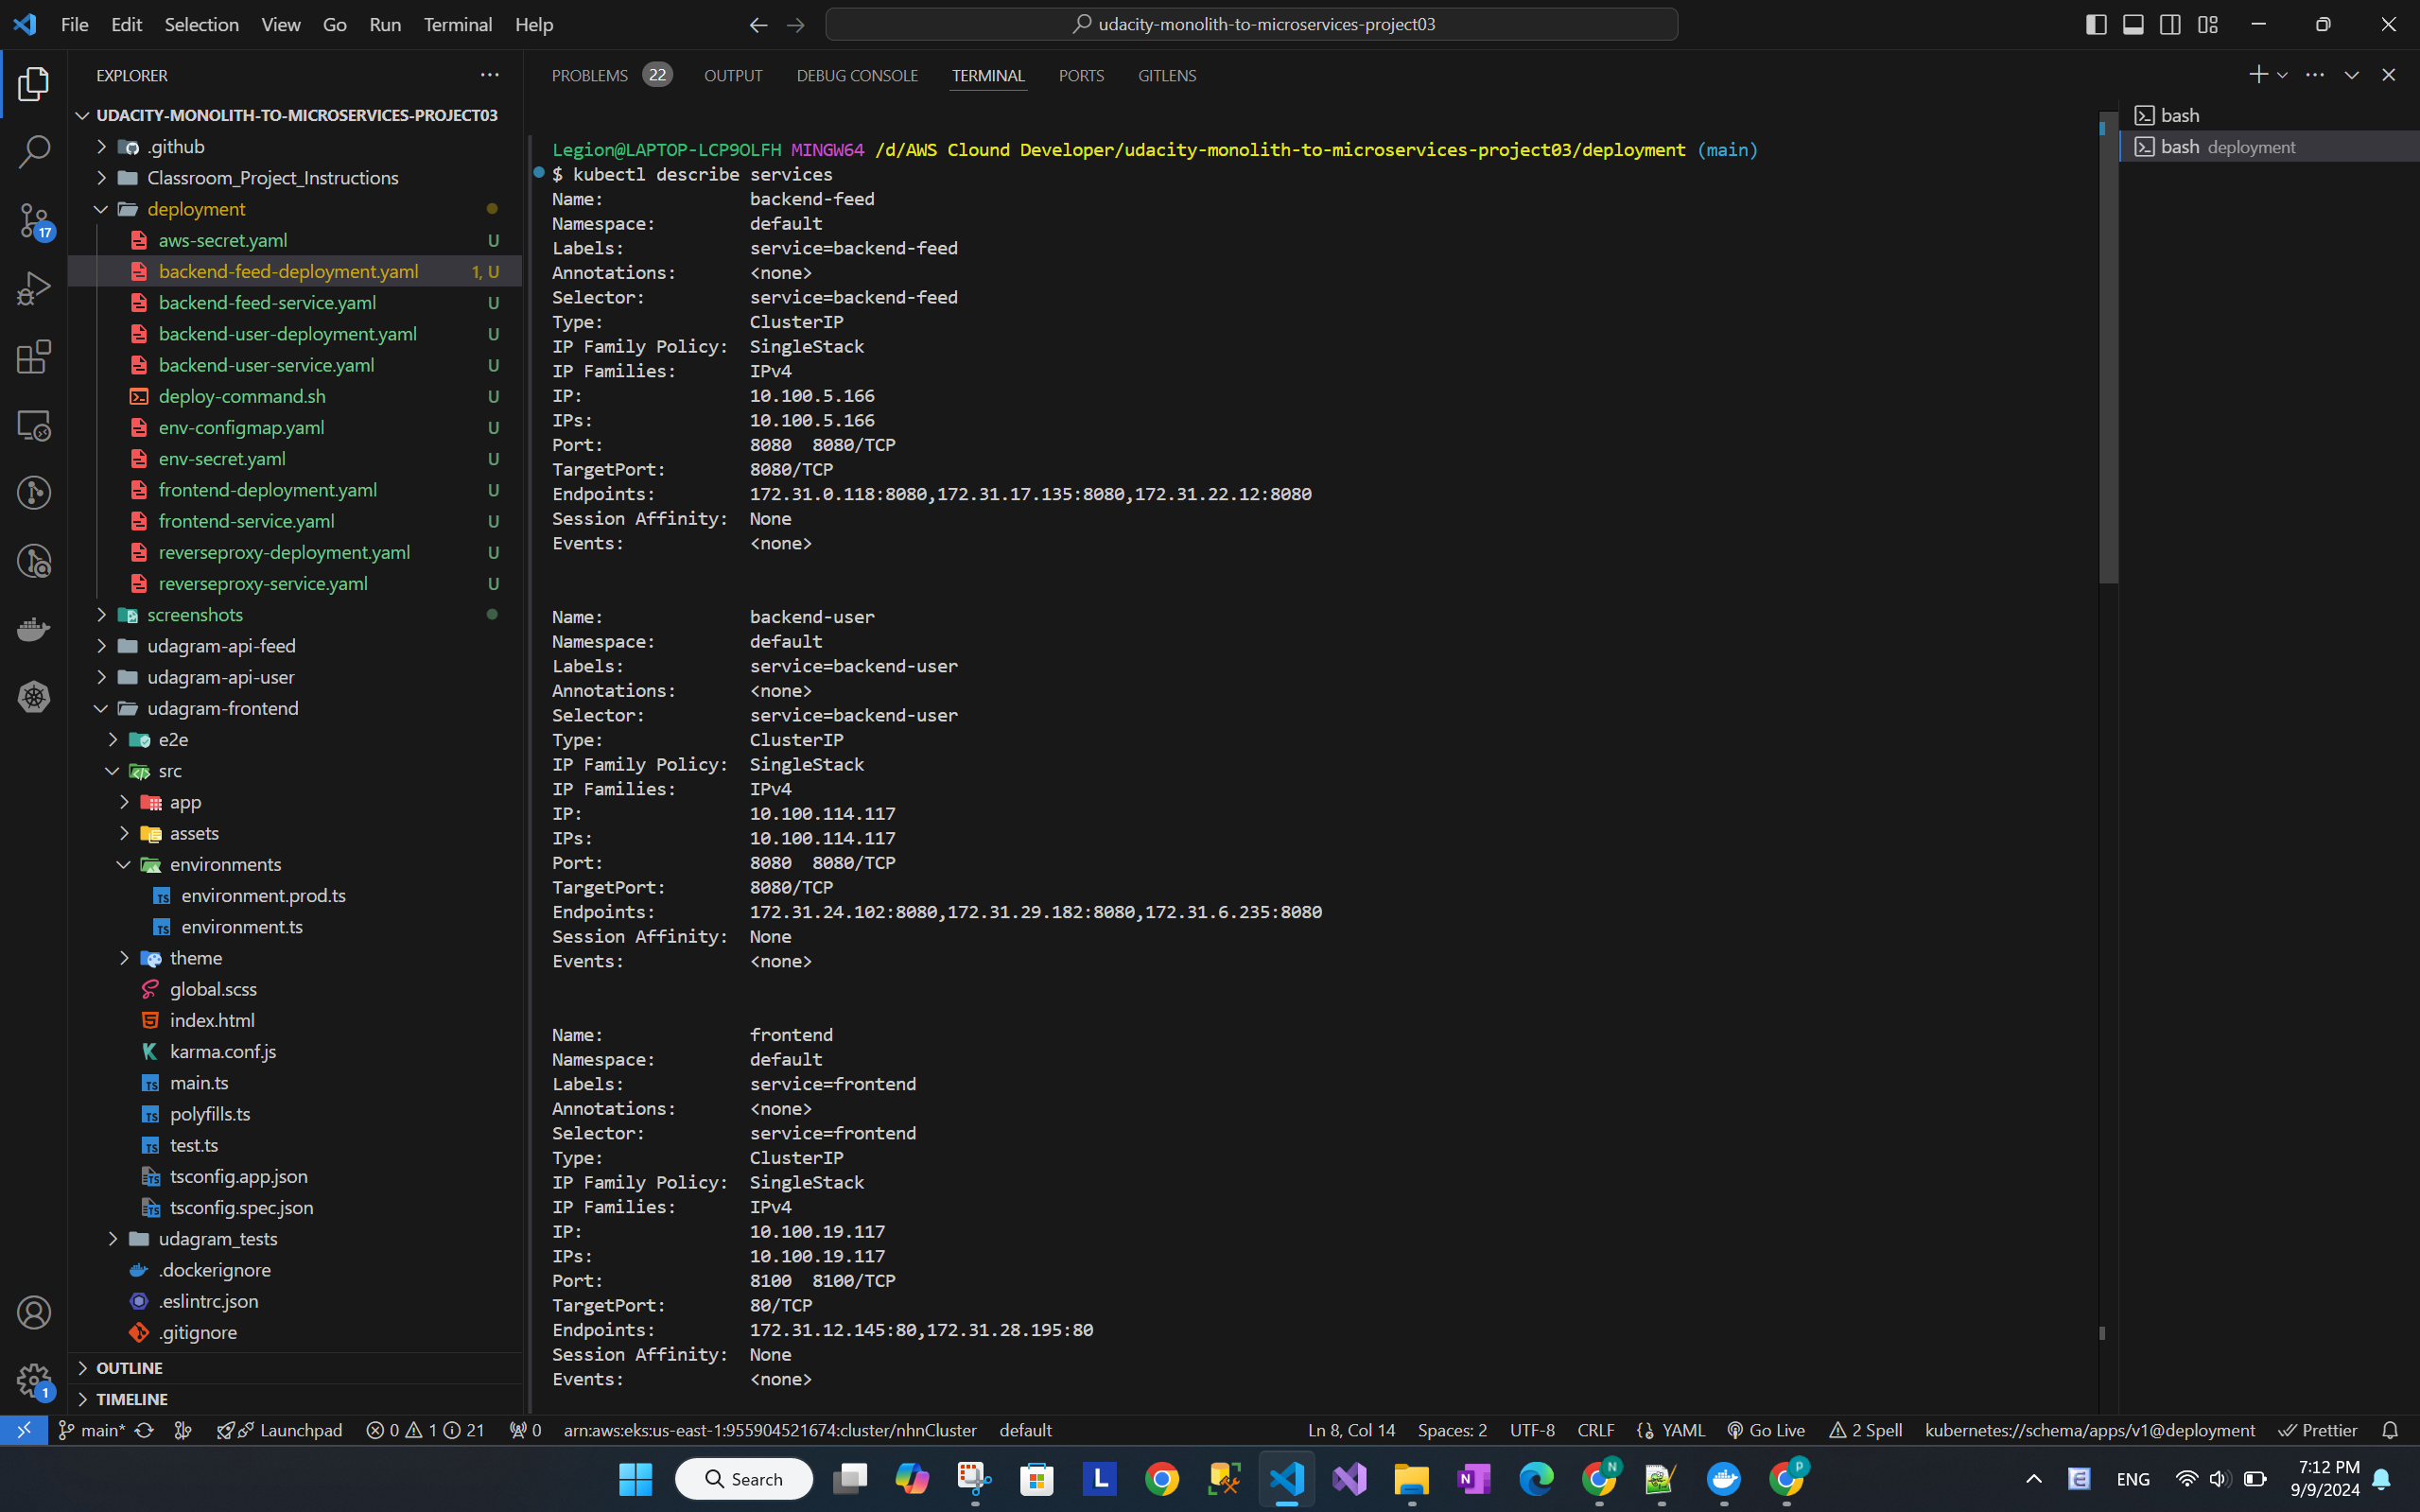 File Edit Selection View Go Run Terminal Help
udacity-monolith-to-microservices-project03
EXPLORER
UDACITY-MONOLITH-TO-MICROSERVICES-PROJECT03
.github
Classroom_Project_Instructions
deployment
aws-secret.yaml U
backend-feed-deployment.yaml 1, U
backend-feed-service.yaml U
backend-user-deployment.yaml U
backend-user-service.yaml U
deploy-command.sh U
env-configmap.yaml U
env-secret.yaml U
frontend-deployment.yaml U
frontend-service.yaml U
reverseproxy-deployment.yaml U
reverseproxy-service.yaml U
screenshots
udagram-api-feed
udagram-api-user
udagram-frontend
e2e
src
app
assets
environments
environment.prod.ts
environment.ts
theme
global.scss
index.html
karma.conf.js
main.ts
polyfills.ts
test.ts
tsconfig.app.json
tsconfig.spec.json
udagram_tests
.dockerignore
.eslintrc.json
.gitignore
OUTLINE
TIMELINE
17
1
PROBLEMS 22 OUTPUT DEBUG CONSOLE TERMINAL PORTS GITLENS
Legion@LAPTOP-LCP9OLFH MINGW64 /d/AWS Clound Developer/udacity-monolith-to-microservices-project03/deployment (main)
$ kubectl describe services
Name: backend-feed
Namespace: default
Labels: service=backend-feed
Annotations: <none>
Selector: service=backend-feed
Type: ClusterIP
IP Family Policy: SingleStack
IP Families: IPv4
IP: 10.100.5.166
IPs: 10.100.5.166
Port: 8080 8080/TCP
TargetPort: 8080/TCP
Endpoints: 172.31.0.118:8080,172.31.17.135:8080,172.31.22.12:8080
Session Affinity: None
Events: <none>
Name: backend-user
Namespace: default
Labels: service=backend-user
Annotations: <none>
Selector: service=backend-user
Type: ClusterIP
IP Family Policy: SingleStack
IP Families: IPv4
IP: 10.100.114.117
IPs: 10.100.114.117
Port: 8080 8080/TCP
TargetPort: 8080/TCP
Endpoints: 172.31.24.102:8080,172.31.29.182:8080,172.31.6.235:8080
Session Affinity: None
Events: <none>
Name: frontend
Namespace: default
Labels: service=frontend
Annotations: <none>
Selector: service=frontend
Type: ClusterIP
IP Family Policy: SingleStack
IP Families: IPv4
IP: 10.100.19.117
IPs: 10.100.19.117
Port: 8100 8100/TCP
TargetPort: 80/TCP
Endpoints: 172.31.12.145:80,172.31.28.195:80
Session Affinity: None
Events: <none>
bash
bash deployment
main* Launchpad 0 1 21 0 arn:aws:eks:us-east-1:955904521674:cluster/nhnCluster default Ln 8, Col 14 Spaces: 2 UTF-8 CRLF YAML Go Live 2 Spell kubernetes://schema/apps/v1@deployment Prettier
Search L N N P ENG
7:12 PM
9/9/2024